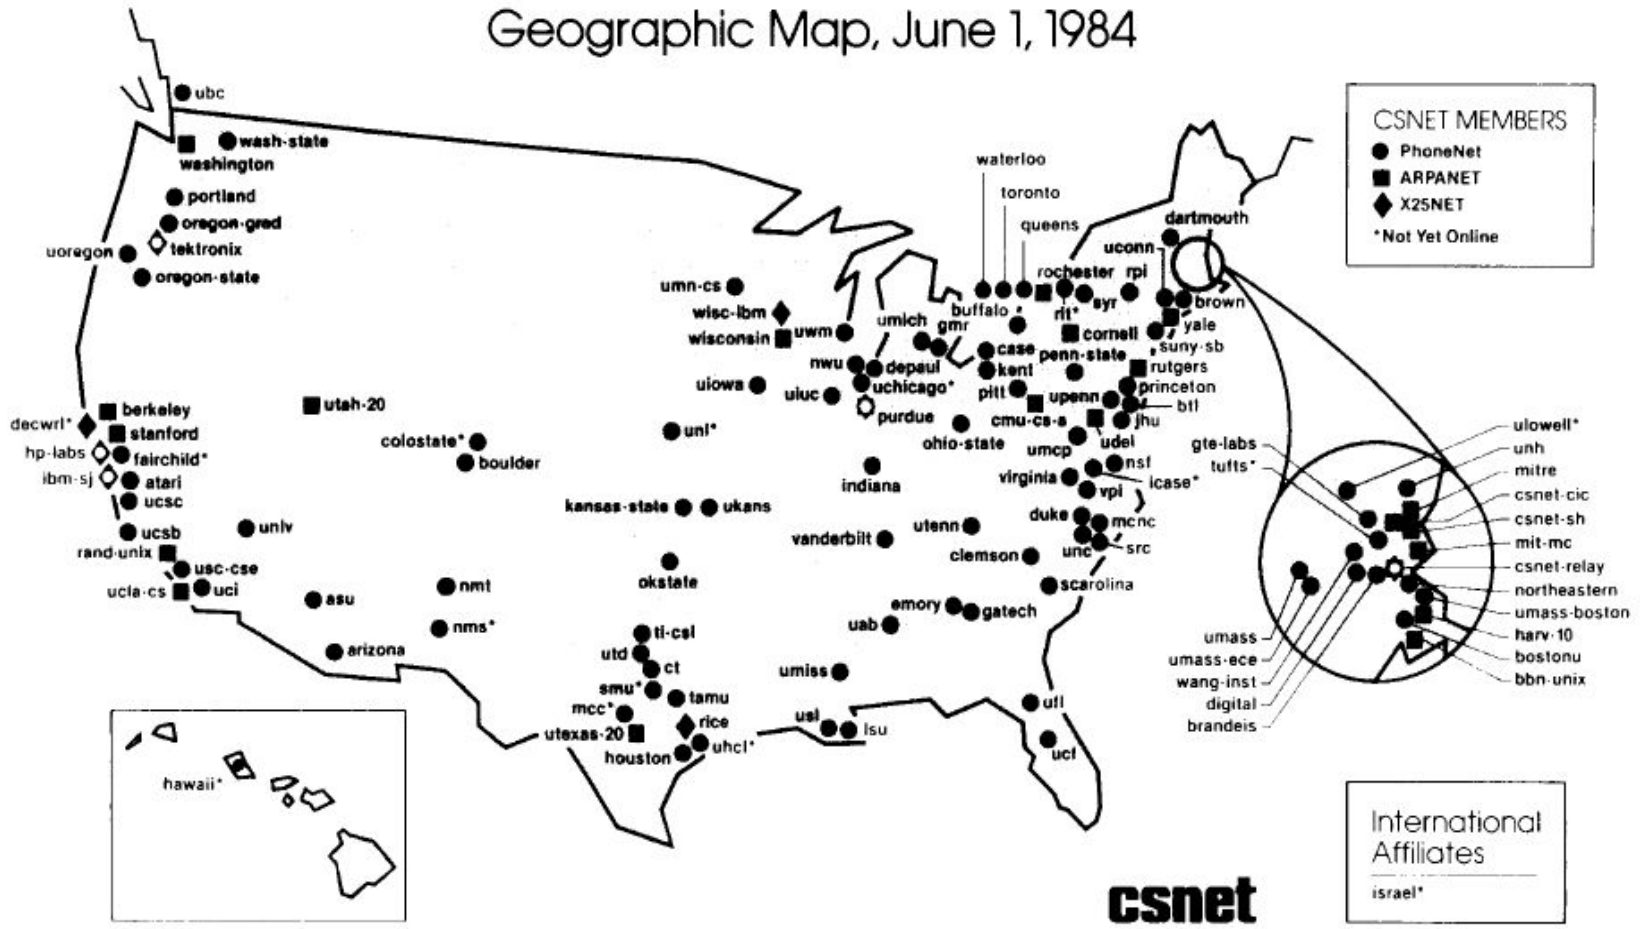 Geographic Map, June 1, 1984
CSNET MEMBERS
PhoneNet
ARPANET
X25NET
*Not Yet Online
ubc
wash-state
washington
portland
oregon-grad
tektronix
uoregon
oregon-state
waterloo
toronto
queens
dartmouth
uconn
rochester
rpi
umn-cs
wisc-ibm
wisconsin
uwm
umich
gmr
buffalo
rit*
syr
brown
yale
cornell
suny-sb
case
penn-state
nwu
depaul
kent
rutgers
uiowa
uchicago*
uiuc
purdue
pitt
upenn
princeton
btl
cmu-cs-a
jhu
udel
ohio-state
umcp
berkeley
utah-20
decwrl*
stanford
hp-labs
fairchild*
ibm-sj
atari
ucsc
ucsb
unlv
rand-unix
usc-cse
ucla-cs
uci
colostate*
boulder
unl*
indiana
virginia
nsf
icase*
vpi
kansas-state
ukans
duke
mcnc
utenn
vanderbilt
unc
src
clemson
okstate
scarolina
asu
nmt
nms*
arizona
emory
gatech
uab
ti-csl
utd
ct
smu*
tamu
umiss
mcc*
rice
utexas-20
uhcl*
houston
usl
lsu
ufl
ucf
hawaii*
gte-labs
tufts*
ulowell*
unh
mitre
csnet-cic
csnet-sh
mit-mc
csnet-relay
northeastern
umass-boston
harv-10
bostonu
bbn-unix
umass
umass-ece
wang-inst
digital
brandeis
International
Affiliates
israel*
csnet